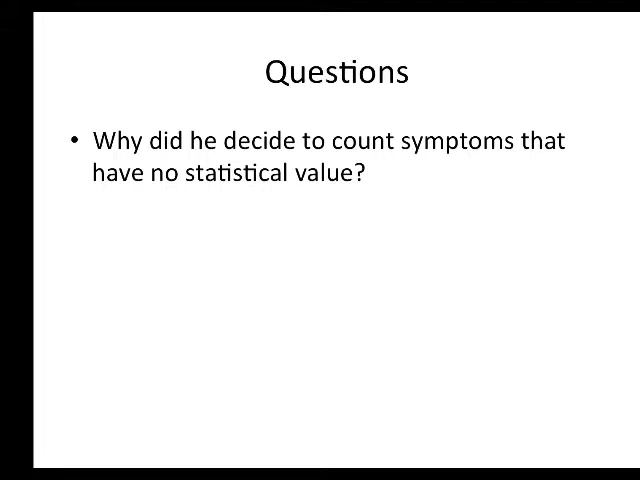 Questions
• Why did he decide to count symptoms that
have no statistical value?